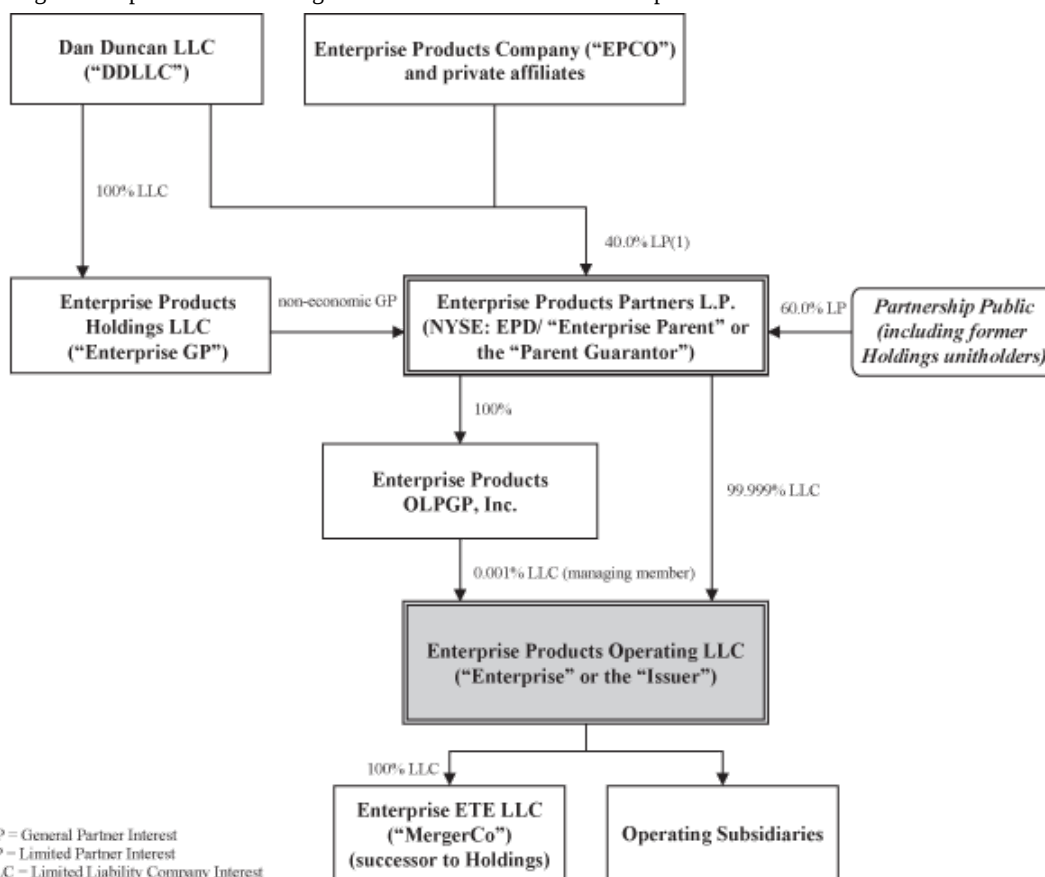 Dan Duncan LLC
(“DDLLC”)
Enterprise Products Company (“EPCO”)
and private affiliates
100% LLC
40.0% LP(1)
Enterprise Products
Holdings LLC
(“Enterprise GP”)
non-economic GP
Enterprise Products Partners L.P.
(NYSE: EPD/ “Enterprise Parent” or
the “Parent Guarantor”)
60.0% LP
Partnership Public
(including former
Holdings unitholders)
100%
Enterprise Products
OLPGP, Inc.
99.999% LLC
0.001% LLC (managing member)
Enterprise Products Operating LLC
(“Enterprise” or the “Issuer”)
100% LLC
Enterprise ETE LLC
(“MergerCo”)
(successor to Holdings)
Operating Subsidiaries
P = General Partner Interest
P = Limited Partner Interest
LC = Limited Liability Company Interest